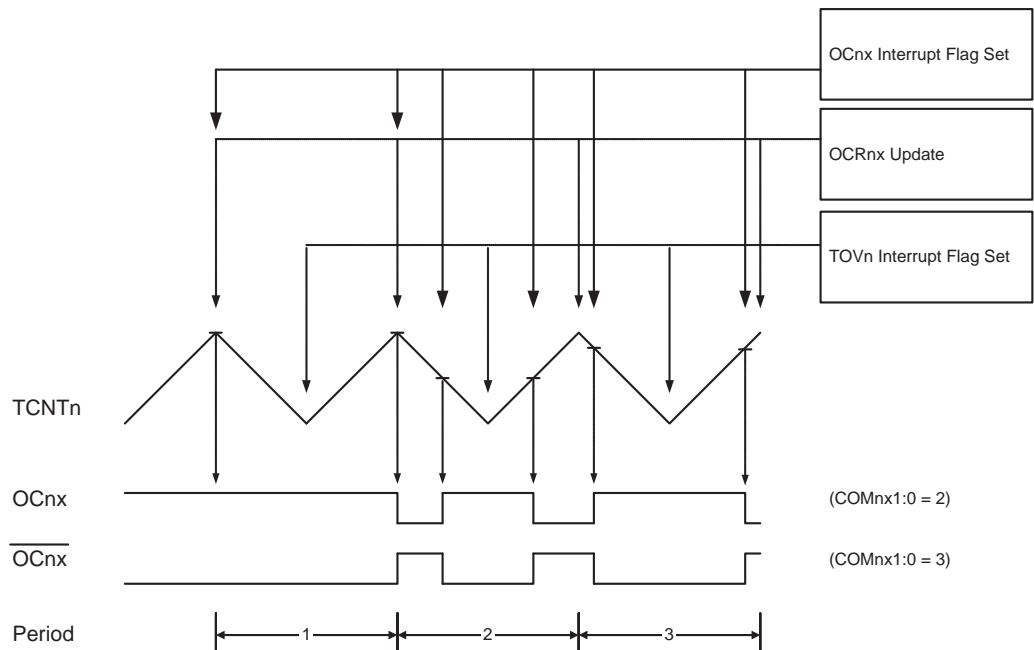 OCnx Interrupt Flag Set
OCRnx Update
TOVn Interrupt Flag Set
TCNTn
OCnx
(COMnx1:0 = 2)
OCnx
(COMnx1:0 = 3)
Period
1
2
3